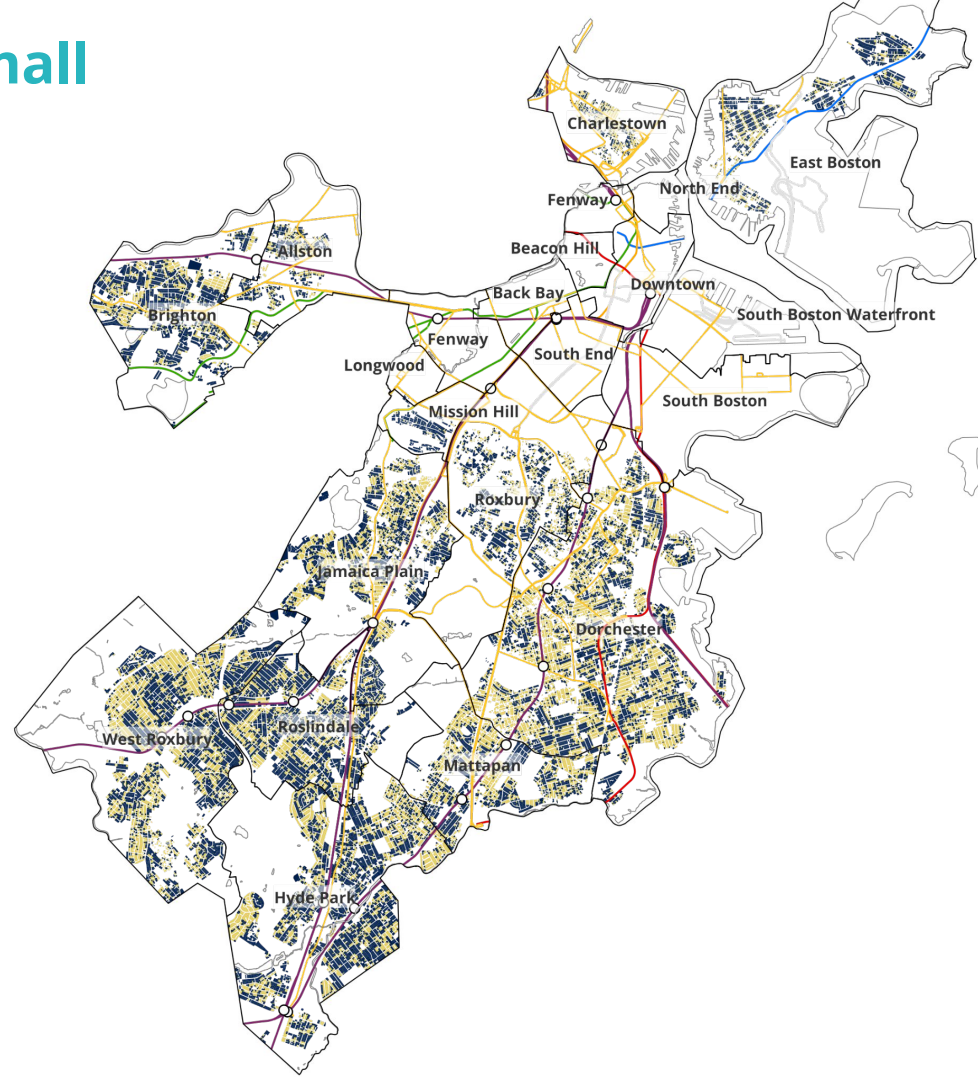 Charlestown
East Boston
North End
Fenway
Beacon Hill
Allston
Downtown
Back Bay
South Boston Waterfront
Brighton
Fenway
South End
Longwood
South Boston
Mission Hill
Roxbury
Jamaica Plain
Dorchester
Roslindale
West Roxbury
Mattapan
Hyde Park